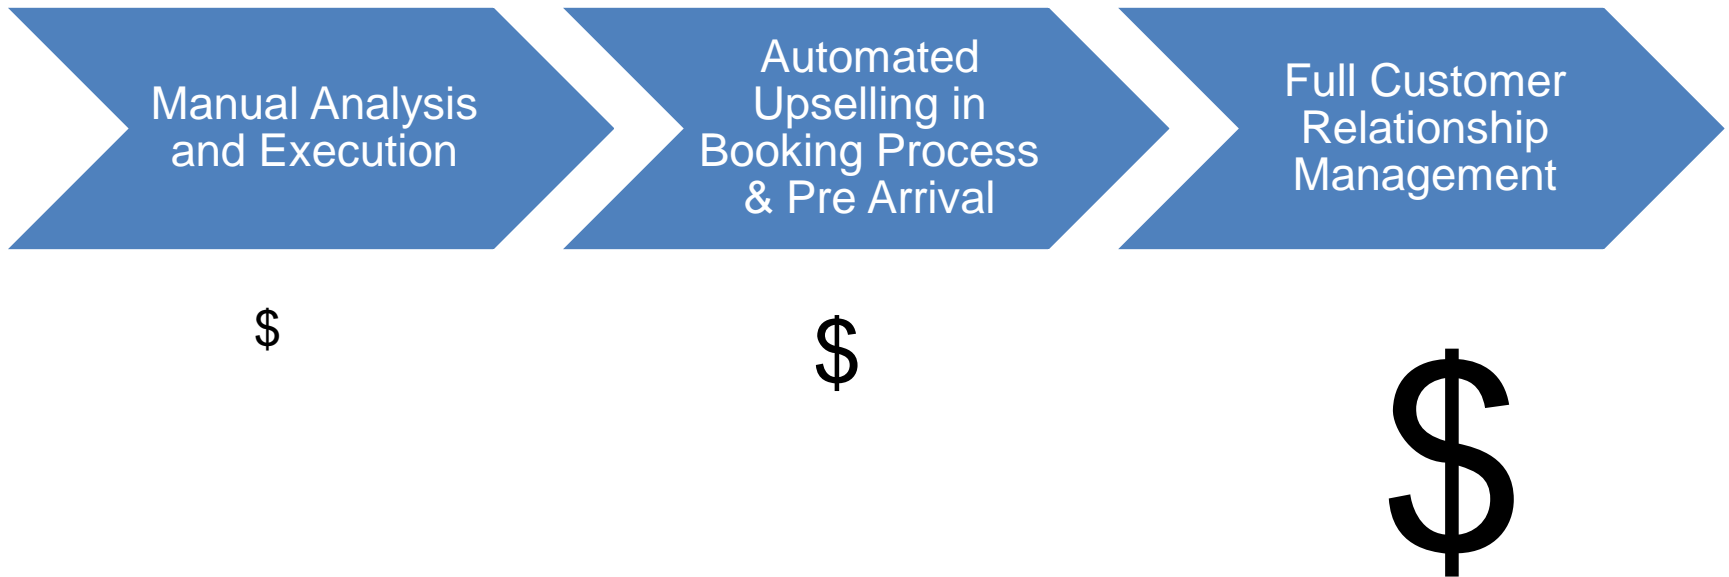 Manual Analysis
and Execution
Automated
Upselling in
Booking Process
& Pre Arrival
Full Customer
Relationship
Management
$
$
$